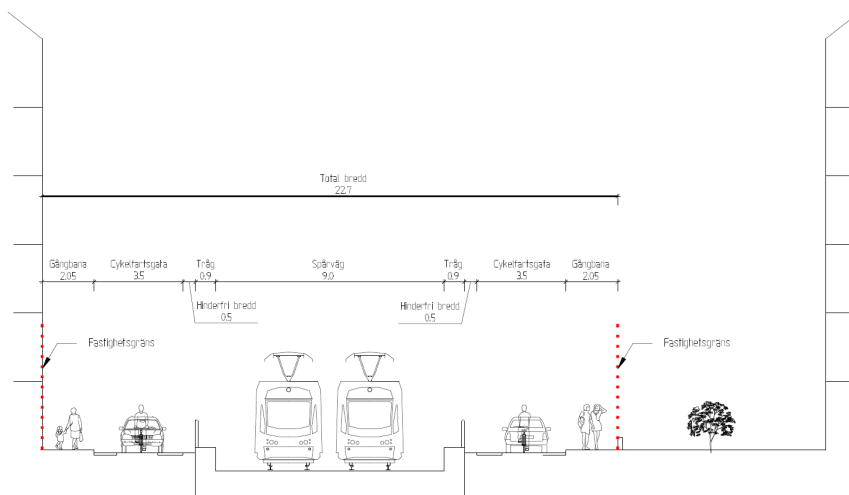 Total bredd
22.7
Gångbana
2.05
Cykelfartsgata
3.5
Tråg
0.9
Spårväg
9.0
Tråg
0.9
Cykelfartsgata
3.5
Gångbana
2.05
Hinderfri bredd
0.5
Hinderfri bredd
0.5
Fastighetsgräns
Fastighetsgräns